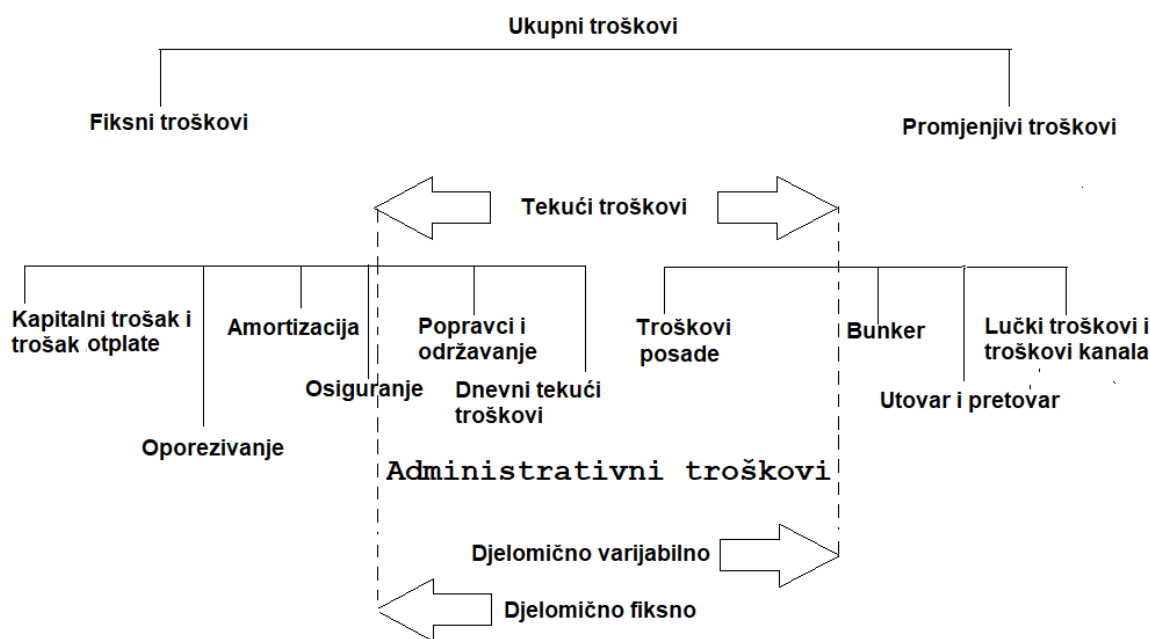 Ukupni troškovi
Fiksni troškovi
Promjenjivi troškovi
Tekući troškovi
Kapitalni trošak i
trošak otplate
Amortizacija
Popravci i
održavanje
Troškovi
posade
Bunker
Lučki troškovi i
troškovi kanala
Osiguranje
Dnevni tekući
troškovi
Utovar i pretovar
Oporezivanje
Administrativni troškovi
Djelomično varijabilno
Djelomično fiksno